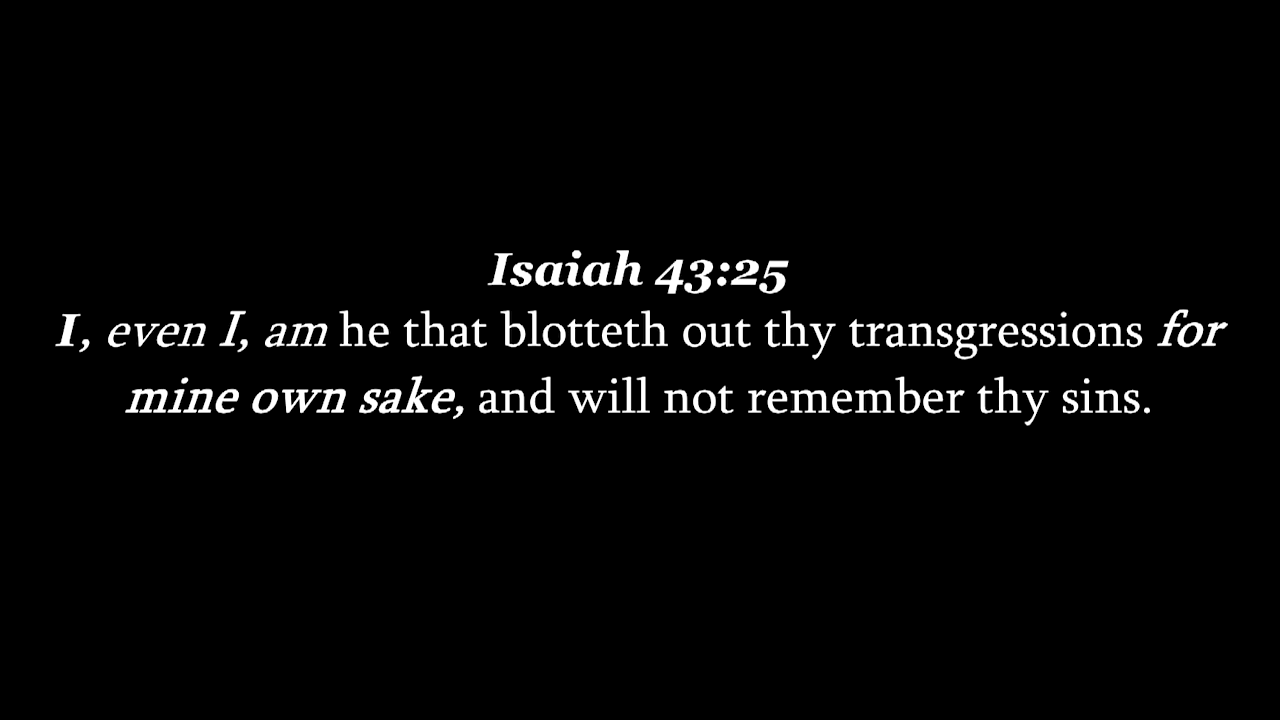 Isaiah 43:25
I, even I, am he that blotteth out thy transgressions for
mine own sake, and will not remember thy sins.